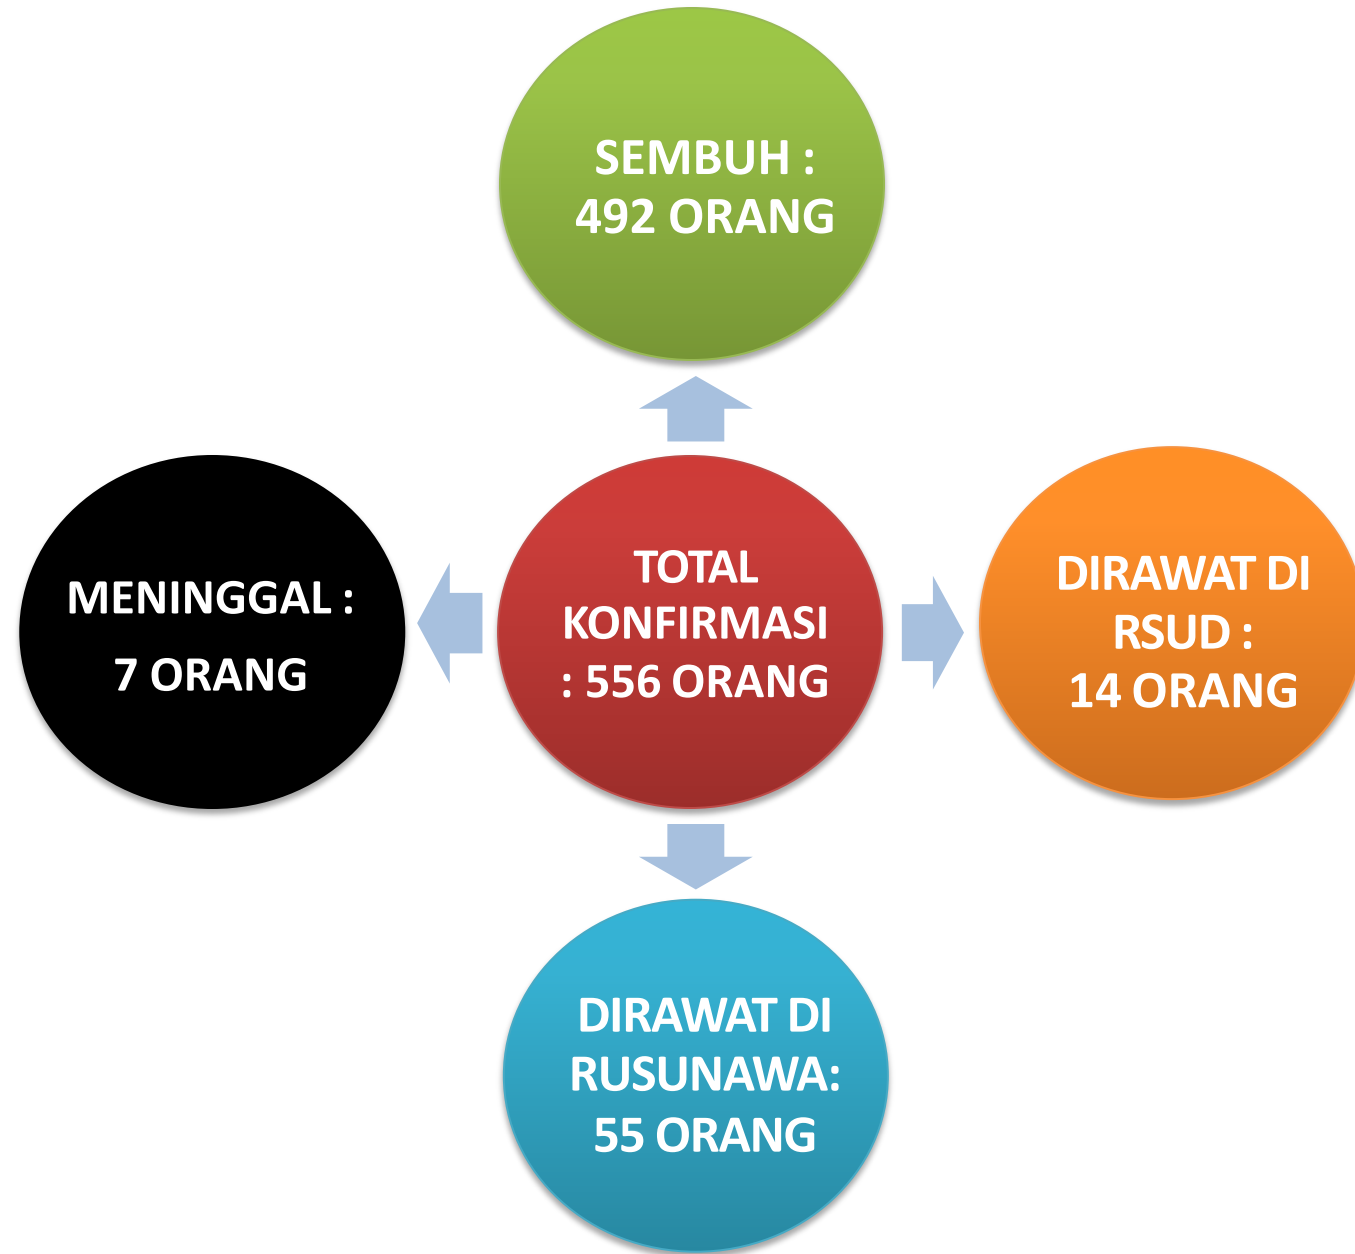 SEMBUH :
492 ORANG
MENINGGAL :
7 ORANG
TOTAL
KONFIRMASI
: 556 ORANG
DIRAWAT DI
RSUD :
14 ORANG
DIRAWAT DI
RUSUNAWA:
55 ORANG